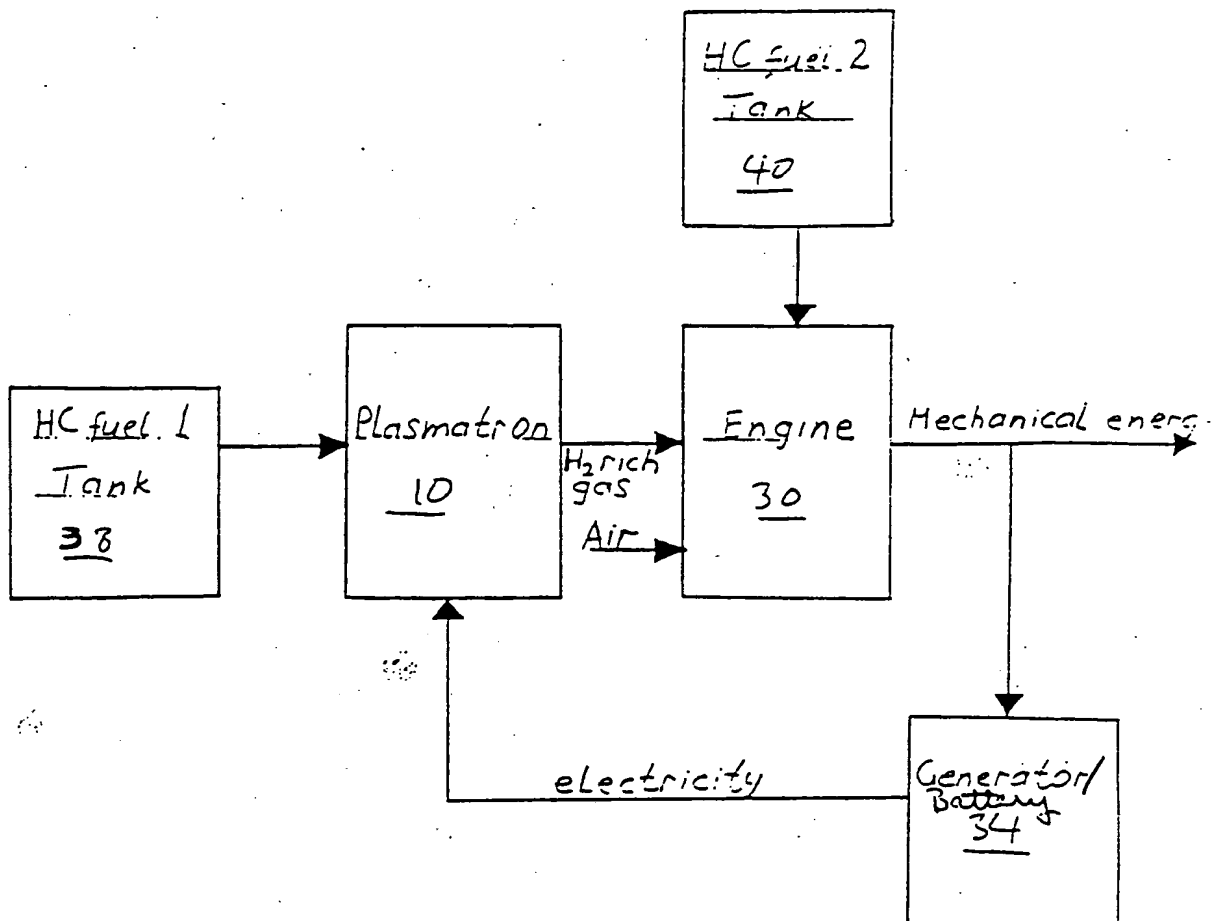 HC fuel 2
Tank
40
HC fuel 1
Tank
38
Plasmatron
10
H2 rich
gas
Air
Engine
30
Mechanical energ
electricity
Generator/
Battery
34